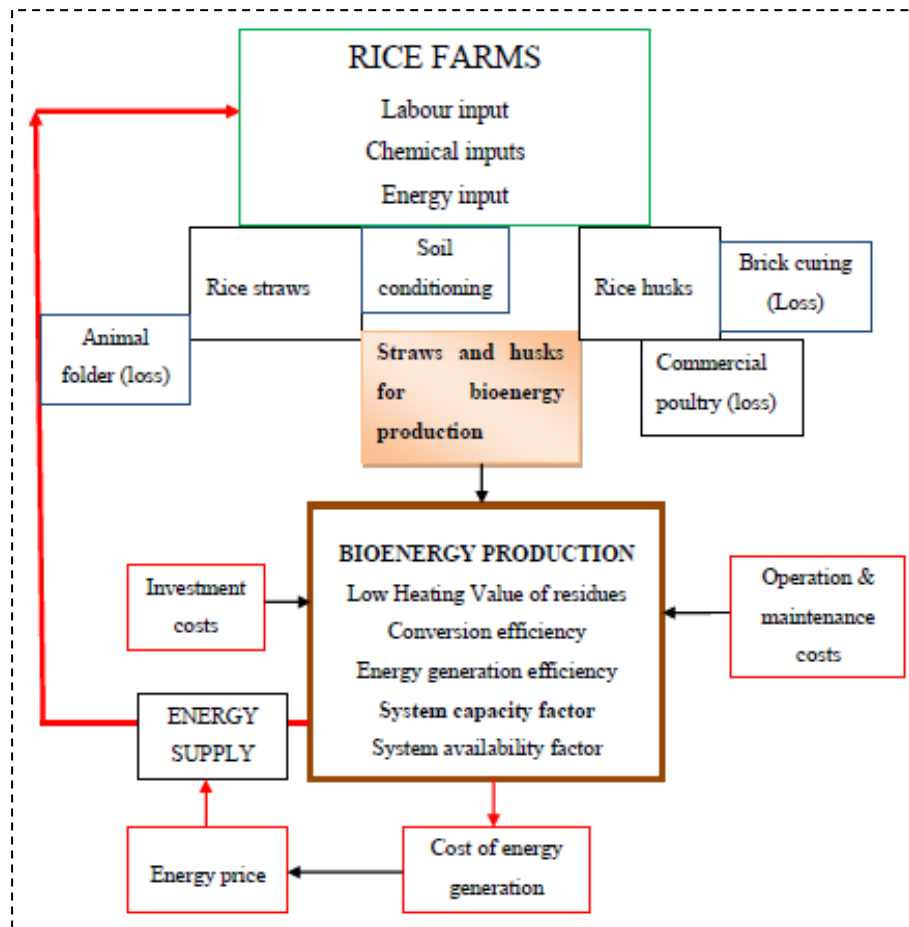 RICE FARMS
Labour input
Chemical inputs
Energy input
Rice straws
Soil
conditioning
Rice husks
Brick curing
(Loss)
Animal
folder (loss)
Straws and husks
for bioenergy
production
Commercial
poultry (loss)
BIOENERGY PRODUCTION
Low Heating Value of residues
Conversion efficiency
Energy generation efficiency
System capacity factor
System availability factor
Investment
costs
Operation &
maintenance
costs
ENERGY
SUPPLY
Energy price
Cost of energy
generation